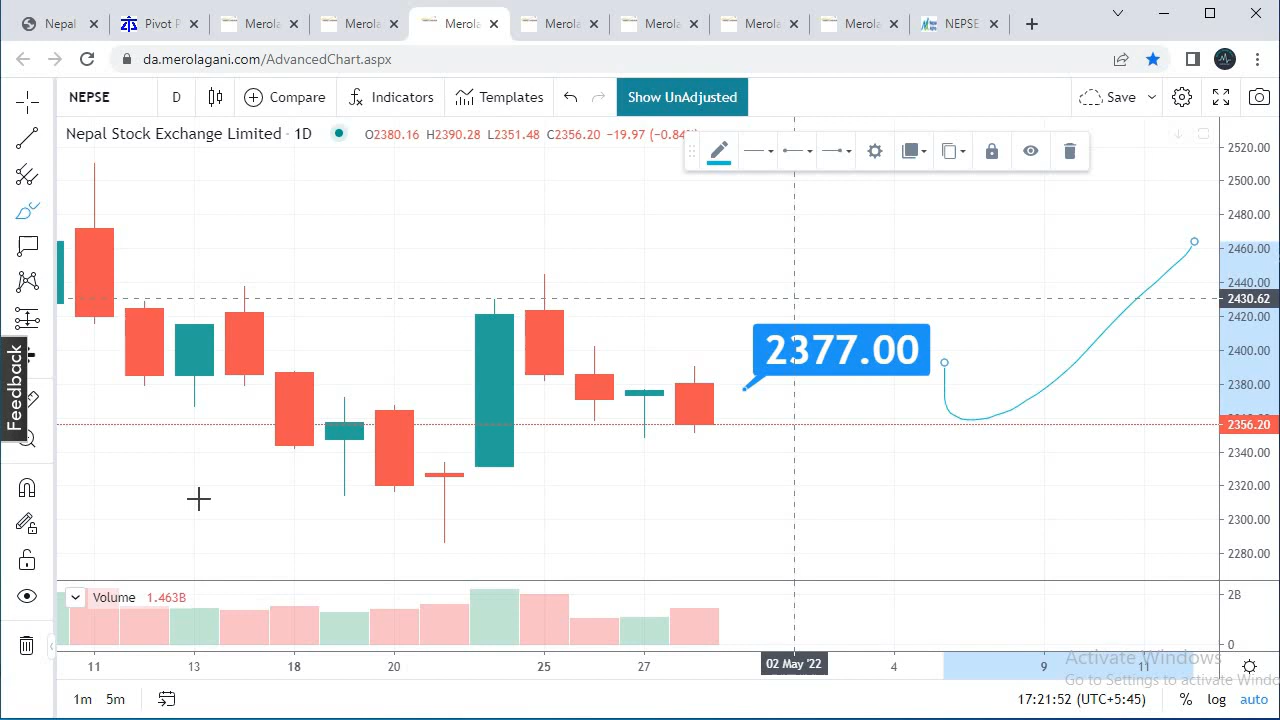 Nepal
Pivot P
Merola
Merola
Merola
Merola
Merola
Merola
Merola
NEPSE
da.merolagani.com/AdvancedChart.aspx
NEPSE
D
Compare
Indicators
Templates
Show UnAdjusted
Save
Nepal Stock Exchange Limited · 1D
O2380.16 H2390.28 L2351.48 C2356.20 −19.97 (−0.84%)
2520.00
2500.00
2480.00
2460.00
2440.00
2430.62
2420.00
2400.00
2380.00
2356.20
2340.00
2320.00
2300.00
2280.00
2377.00
Feedback
Volume 1.463B
2B
0
11 13 18 20 25 27 02 May '22 4 9 11
Activate Windows
Go to Settings to activate Windo
1m 5m
17:21:52 (UTC+5:45)
% log auto